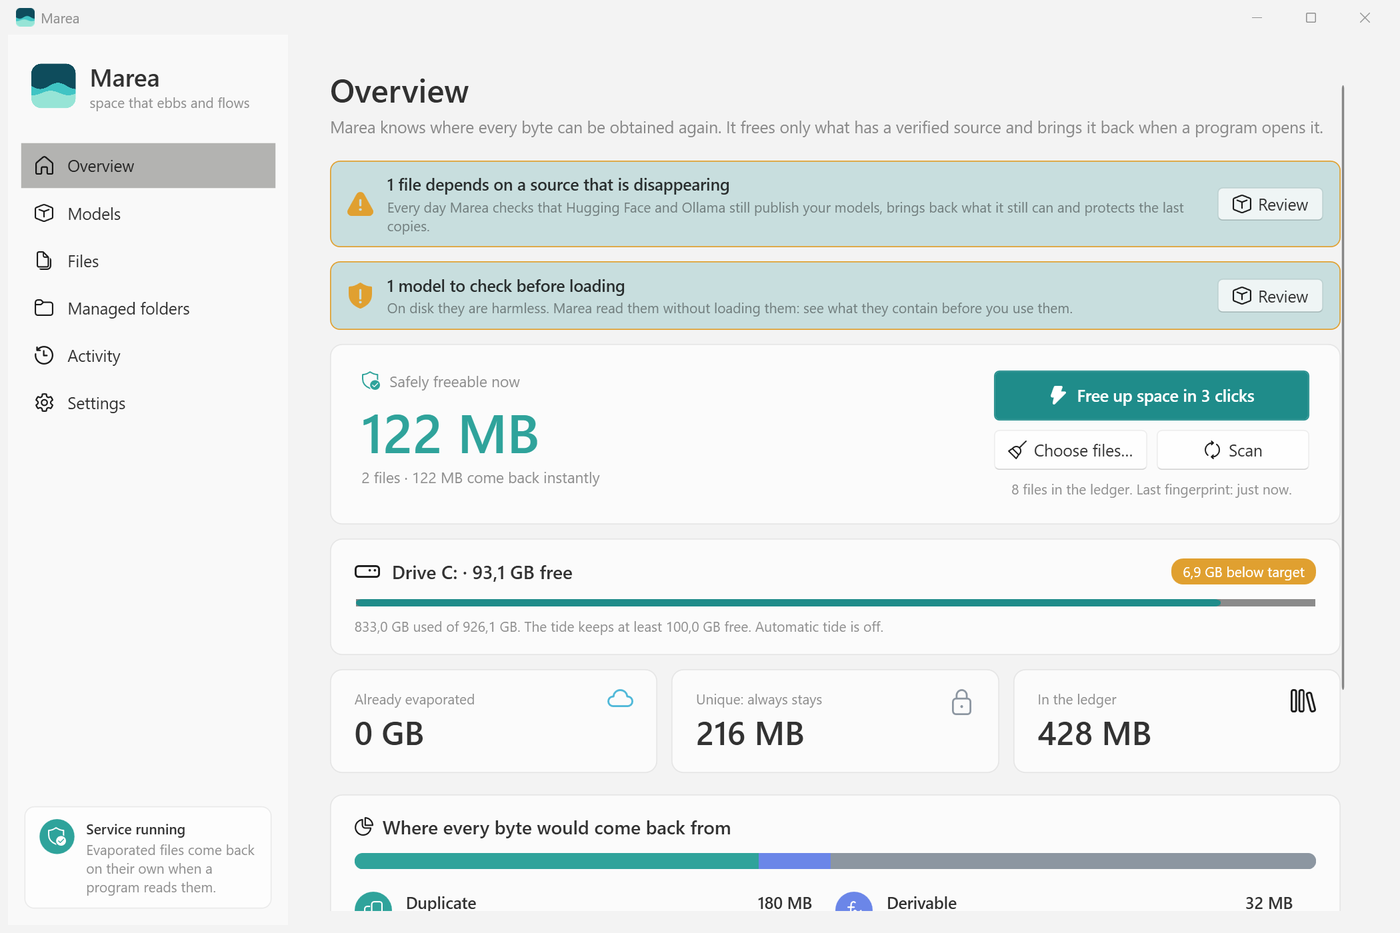 Marea
Marea
space that ebbs and flows
Overview
Models
Files
Managed folders
Activity
Settings
Service running
Evaporated files come back
on their own when a
program reads them.
Overview
Marea knows where every byte can be obtained again. It frees only what has a verified source and brings it back when a program opens it.
1 file depends on a source that is disappearing
Every day Marea checks that Hugging Face and Ollama still publish your models, brings back what it still can and protects the last
copies.
Review
1 model to check before loading
On disk they are harmless. Marea read them without loading them: see what they contain before you use them.
Review
Safely freeable now
122 MB
2 files · 122 MB come back instantly
Free up space in 3 clicks
Choose files...
Scan
8 files in the ledger. Last fingerprint: just now.
Drive C: · 93,1 GB free
6,9 GB below target
833,0 GB used of 926,1 GB. The tide keeps at least 100,0 GB free. Automatic tide is off.
Already evaporated
0 GB
Unique: always stays
216 MB
In the ledger
428 MB
Where every byte would come back from
Duplicate
180 MB
Derivable
32 MB